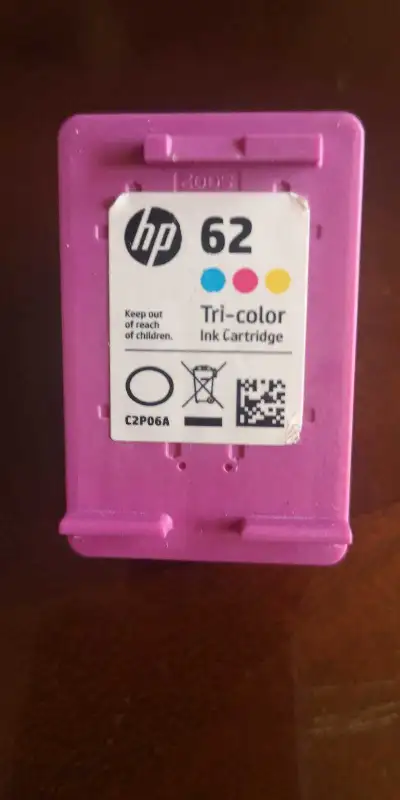 hp 62
Tri-color
Ink Cartridge
Keep out
of reach
of children.
C2P06A